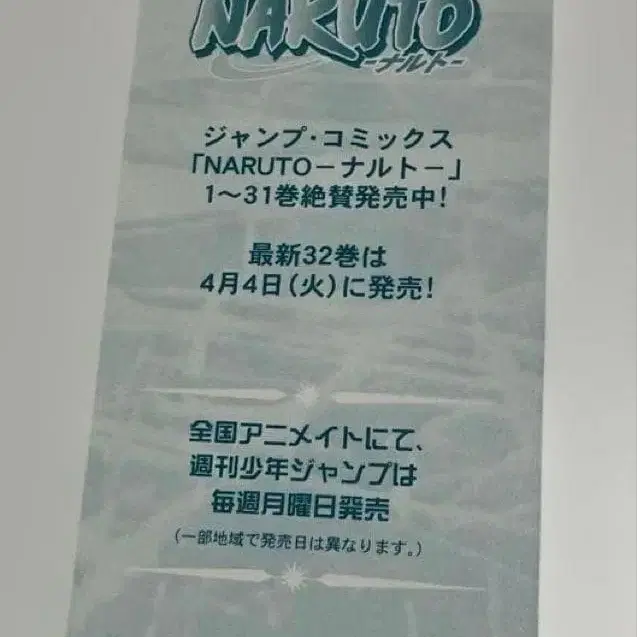 NARUTO
-ナルト-
ジャンプ・コミックス
「NARUTO－ナルト－」
1〜31巻絶賛発売中!
最新32巻は
4月4日(火)に発売!
全国アニメイトにて、
週刊少年ジャンプは
毎週月曜日発売
(一部地域で発売日は異なります。)